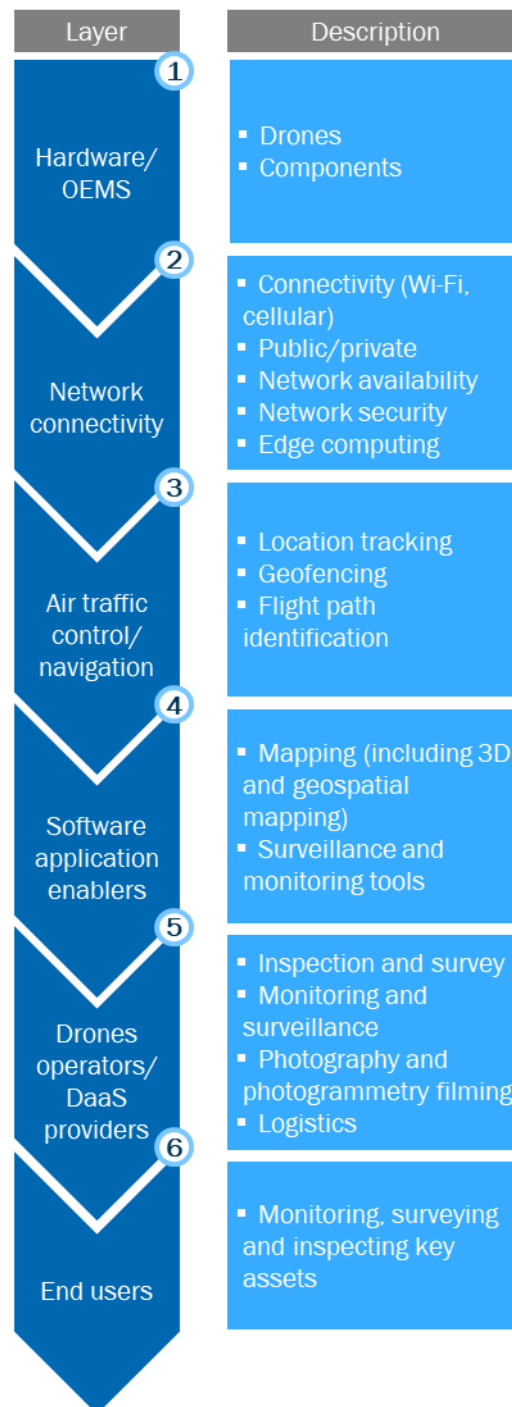 Layer
Description
1
Hardware/
OEMS
▪ Drones
▪ Components
2
Network
connectivity
▪ Connectivity (Wi-Fi,
cellular)
▪ Public/private
▪ Network availability
▪ Network security
▪ Edge computing
3
Air traffic
control/
navigation
▪ Location tracking
▪ Geofencing
▪ Flight path
identification
4
Software
application
enablers
▪ Mapping (including 3D
and geospatial
mapping)
▪ Surveillance and
monitoring tools
5
Drones
operators/
DaaS
providers
▪ Inspection and survey
▪ Monitoring and
surveillance
▪ Photography and
photogrammetry filming
▪ Logistics
6
End users
▪ Monitoring, surveying
and inspecting key
assets